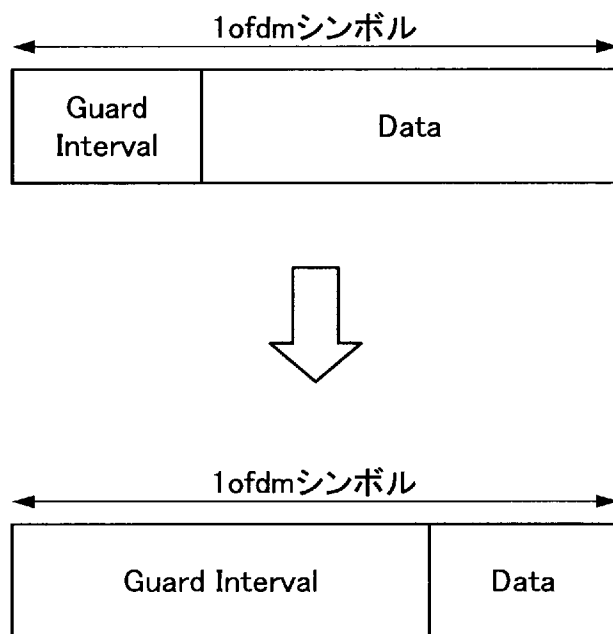 1ofdmシンボル
Guard
Interval
Data
1ofdmシンボル
Guard Interval
Data